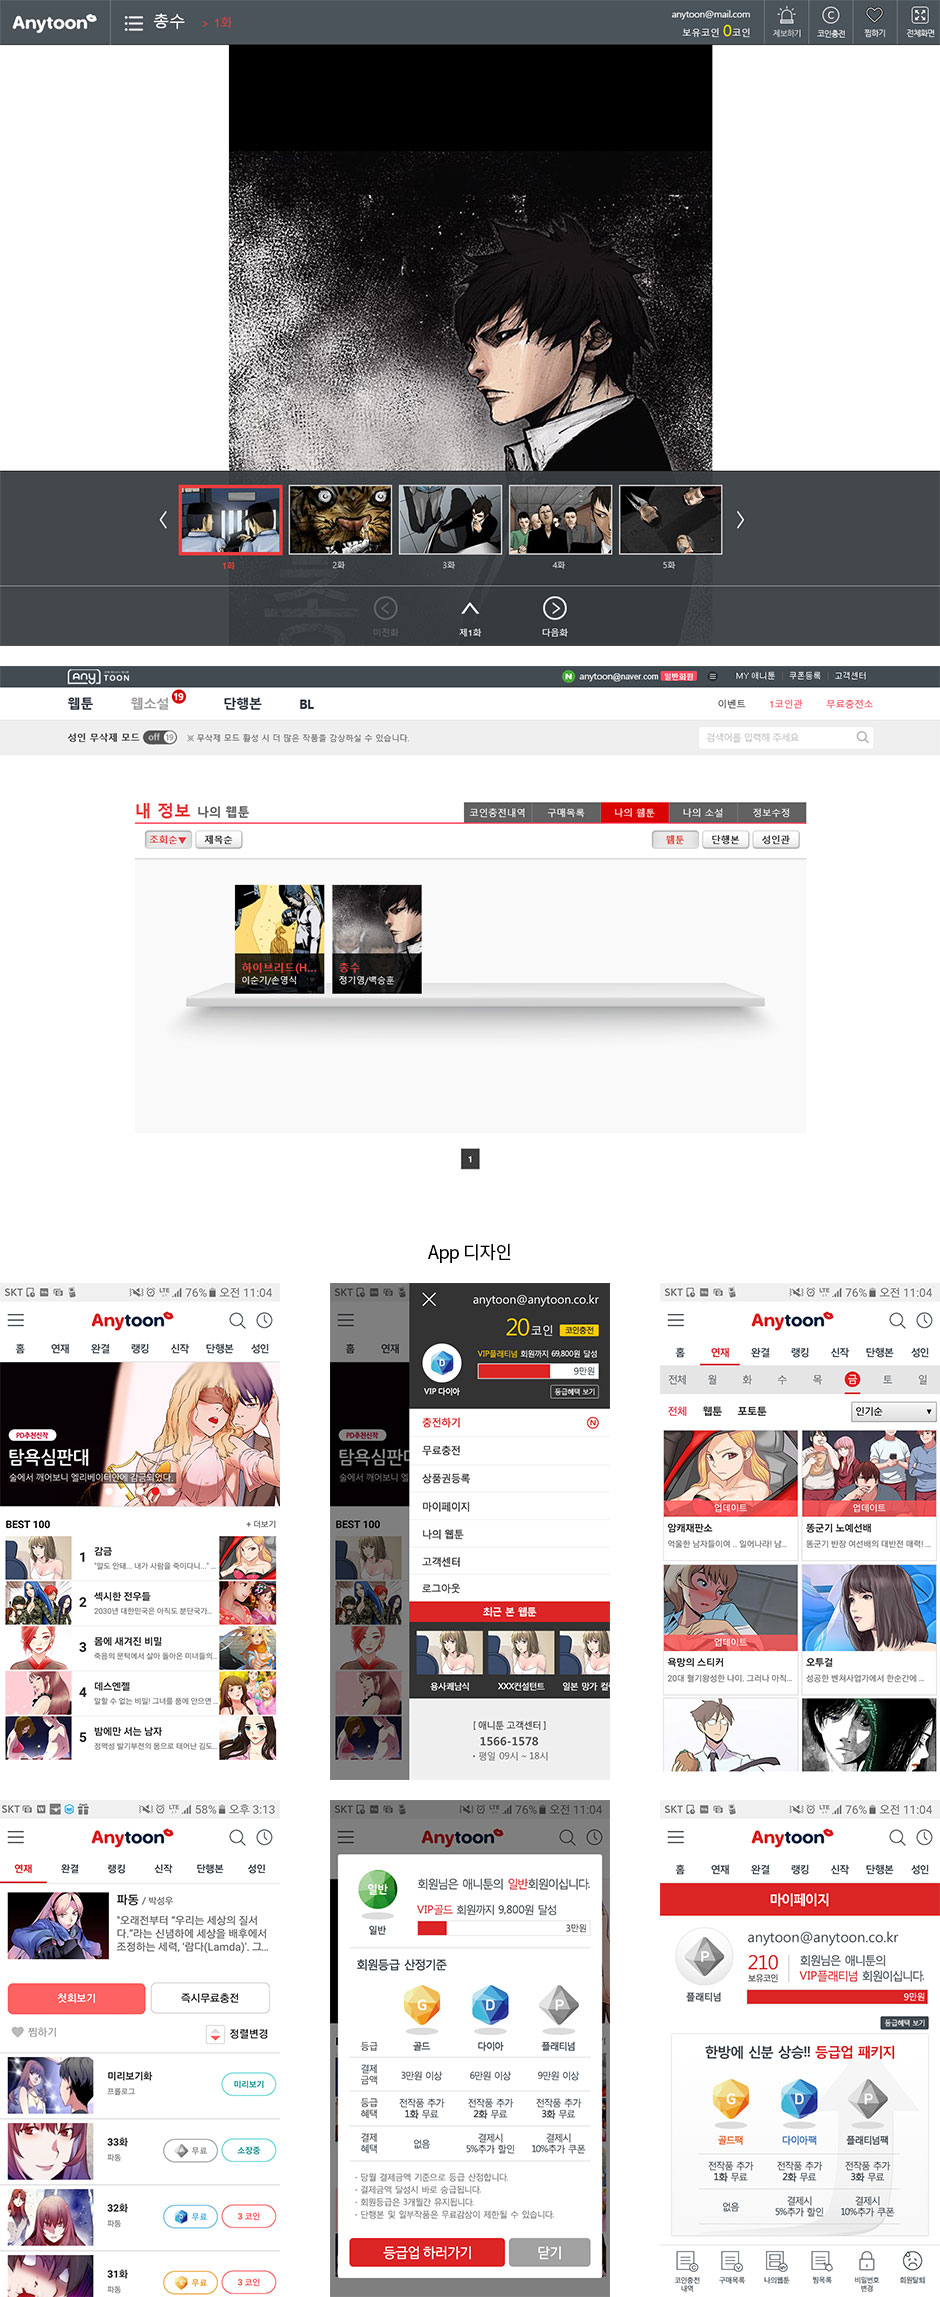 Anytoon
총수 > 1화
anytoon@mail.com
보유코인 0코인
제보하기
코인충전
찜하기
전체화면
1화
2화
3화
4화
5화
이전화
제1화
다음화
Any TOON
N anytoon@naver.com 일반회원
MY 애니툰 쿠폰등록 고객센터
웹툰 웹소설 19 단행본 BL
이벤트 1코인관 무료충전소
성인 무삭제 모드 off 19 ※ 무삭제 모드 활성 시 더 많은 작품을 감상하실 수 있습니다.
검색어를 입력해 주세요
내 정보 나의 웹툰
코인충전내역 구매목록 나의 웹툰 나의 소설 정보수정
조회순▼ 제목순
웹툰 단행본 성인관
하이브리드(H...
이순기/손영식
총수
정기영/백승훈
1
App 디자인
SKT LTE 76% 오전 11:04
Anytoon
홈 연재 완결 랭킹 신작 단행본 성인
PD추천신작
탐욕심판대
술에서 깨어보니 엘리베이터안에 감금되었다.
BEST 100 + 더보기
1 감금
"말도 안돼... 내가 사람을 죽이다니..." ...
2 섹시한 전우들
2030년 대한민국은 아직도 분단국가...
3 몸에 새겨진 비밀
죽음의 문턱에서 살아 돌아온 미녀들의...
4 데스엔젤
말할 수 없는 비밀! 그녀를 품에 안으면...
5 밤에만 서는 남자
정력성 발기부전의 몸으로 태어난 김도...
SKT
홈 연재
탐욕심판대
술에서 깨어보니 엘
BEST 100
anytoon@anytoon.co.kr
20코인 코인충전
VIP플래티넘 회원까지 69,800원 달성
D
9만원
VIP 다이아
등급혜택 보기
충전하기 N
무료충전
상품권등록
마이페이지
나의 웹툰
고객센터
로그아웃
최근 본 웹툰
용사쾌남식 XXX컨설턴트 일본 망가 컬
[ 애니툰 고객센터 ]
1566-1578
· 평일 09시 ~ 18시
SKT LTE 76% 오전 11:04
Anytoon
홈 연재 완결 랭킹 신작 단행본 성인
전체 월 화 수 목 금 토 일
전체 웹툰 포토툰 인기순 ▼
업데이트
업데이트
암캐재판소
억울한 남자들이여 .. 일어나라! 남...
똥군기 노예선배
똥군기 반장 여선배의 대반전 매력! ...
업데이트
욕망의 스티커
20대 혈기왕성한 나이. 그러나 아직...
오투걸
성공한 벤쳐사업가에서 한순간에 ...
SKT LTE 58% 오후 3:13
Anytoon
연재 완결 랭킹 신작 단행본 성인
파동 / 박성우
"오래전부터 "우리는 세상의 질서
다."라는 신념하에 세상을 배후에서
조정하는 세력, '람다(Lamda)'. 그...
첫회보기 즉시무료충전
찜하기 정렬변경
미리보기화
프롤로그
미리보기
33화
파동
무료 소장중
32화
파동
무료 3 코인
31화
파동
무료 3 코인
SKT LTE 76% 오전 11:04
Anytoon
일반
일반
회원님은 애니툰의 일반회원이십니다.
VIP골드 회원까지 9,800원 달성
3만원
회원등급 산정기준
G D P
등급 골드 다이아 플래티넘
결제금액 3만원 이상 6만원 이상 9만원 이상
등급혜택 전작품 추가 1화 무료 전작품 추가 2화 무료 전작품 추가 3화 무료
결제혜택 없음 결제시 5%추가 할인 결제시 10%추가 쿠폰
- 당월 결제금액 기준으로 등급 산정합니다.
- 결제금액 달성시 바로 승급됩니다.
- 회원등급은 3개월간 유지됩니다.
- 단행본 및 일부작품은 무료감상이 제한될 수 있습니다.
등급업 하러가기 닫기
SKT LTE 76% 오전 11:04
Anytoon
홈 연재 완결 랭킹 신작 단행본 성인
마이페이지
P
플래티넘
anytoon@anytoon.co.kr
210
보유코인
회원님은 애니툰의
VIP플래티넘 회원이십니다.
9만원
등급혜택 보기
한방에 신분 상승!! 등급업 패키지
G D P
골드팩 다이아팩 플래티넘팩
전작품 추가 1화 무료 전작품 추가 2화 무료 전작품 추가 3화 무료
없음 결제시 5%추가 할인 결제시 10%추가 쿠폰
코인충전 내역
구매목록
나의웹툰
찜목록
비밀번호 변경
회원탈퇴